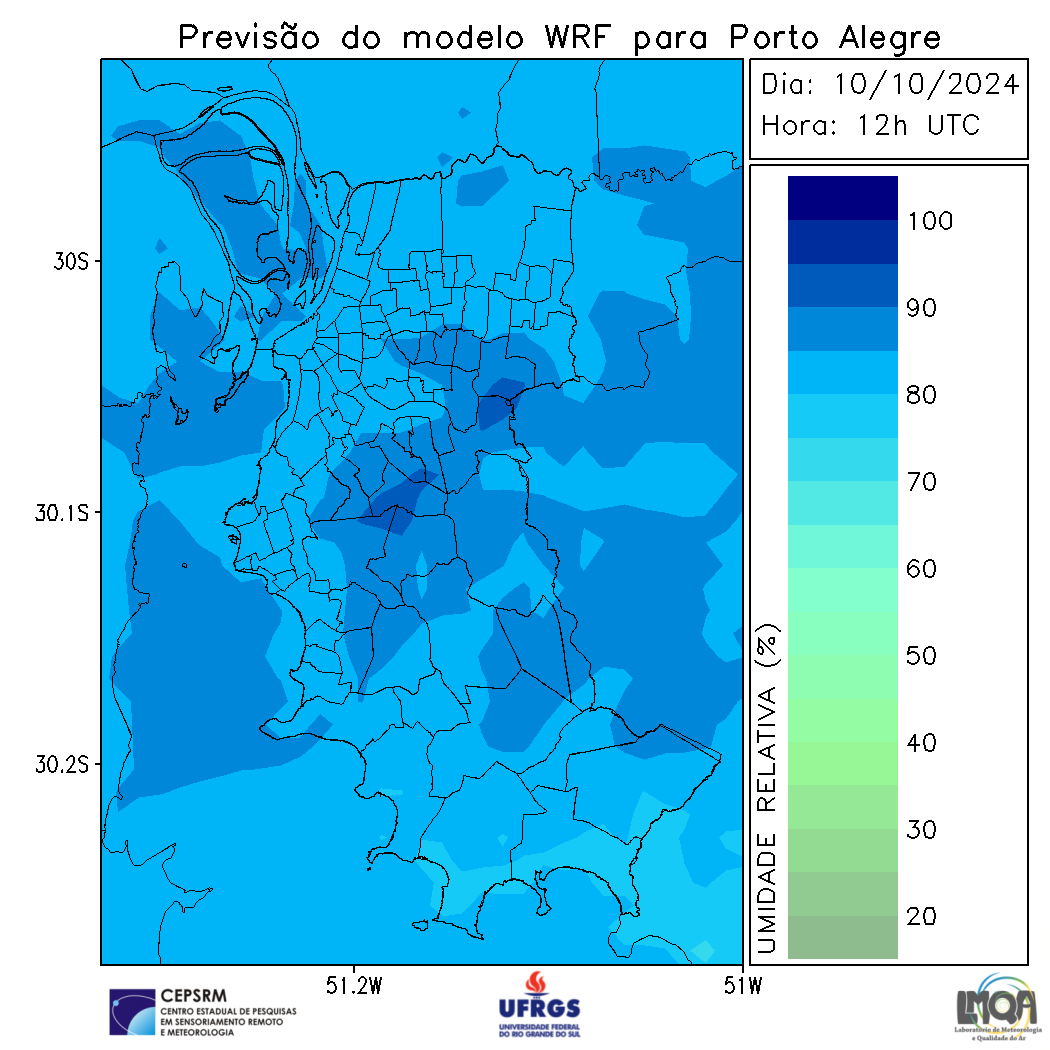 Previsão do modelo WRF para Porto Alegre
Dia: 10/10/2024
Hora: 12h UTC
30S
30.1S
30.2S
51.2W
51W
100
90
80
70
60
50
40
30
20
UMIDADE RELATIVA (%)
CEPSRM
CENTRO ESTADUAL DE PESQUISAS
EM SENSORIAMENTO REMOTO
E METEOROLOGIA
UFRGS
UNIVERSIDADE FEDERAL
DO RIO GRANDE DO SUL
LMQA
Laboratório de Meteorologia
e Qualidade do Ar